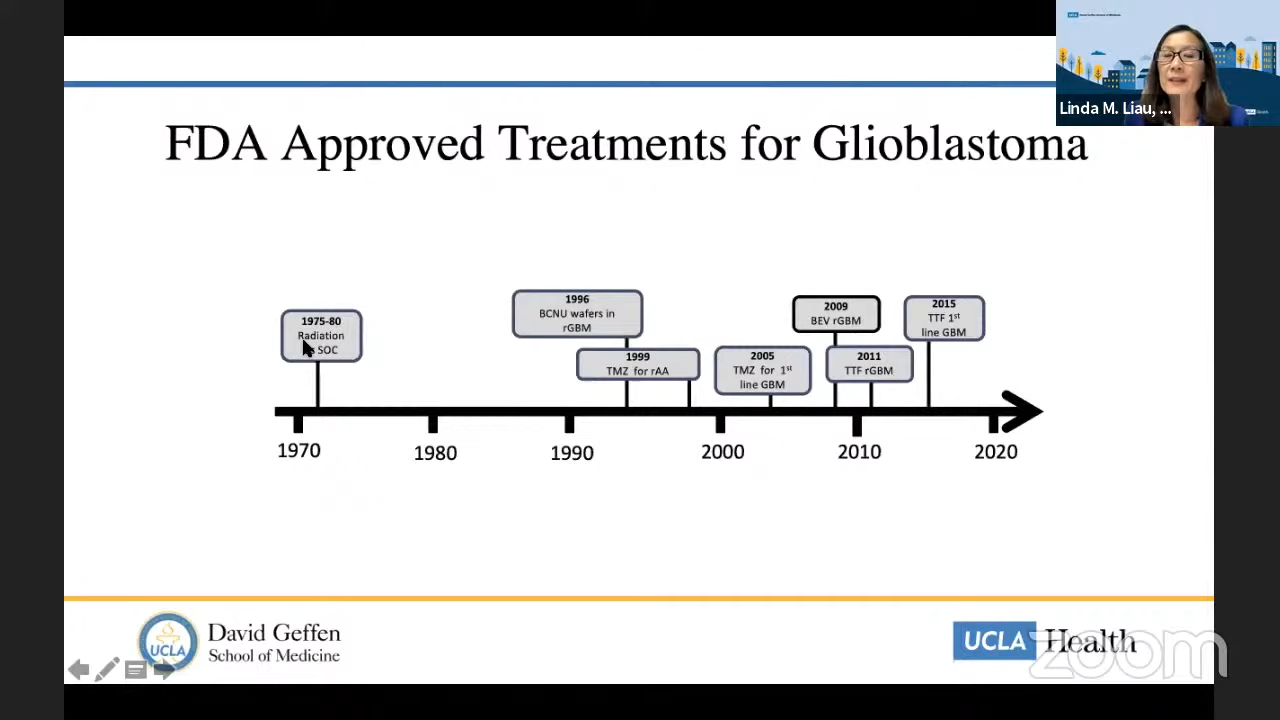 Linda M. Liau, ...
FDA Approved Treatments for Glioblastoma
1975-80
Radiation
SOC
1996
BCNU wafers in
rGBM
1999
TMZ for rAA
2005
TMZ for 1st
line GBM
2009
BEV rGBM
2011
TTF rGBM
2015
TTF 1st
line GBM
1970
1980
1990
2000
2010
2020
UCLA
David Geffen
School of Medicine
UCLA Health
zoom